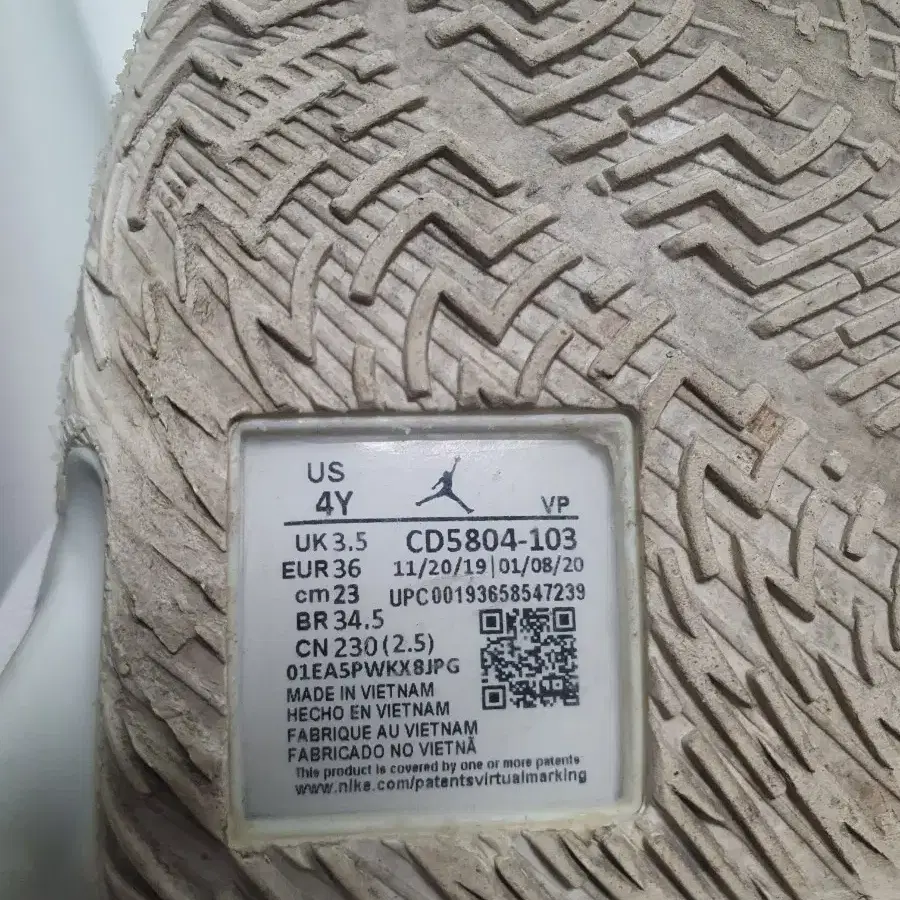 US
4Y
VP
UK 3.5
CD5804-103
EUR 36
11/20/19|01/08/20
cm 23
UPC00193658547239
BR 34.5
CN 230 (2.5)
01EA5PWKX8JPG
MADE IN VIETNAM
HECHO EN VIETNAM
FABRIQUE AU VIETNAM
FABRICADO NO VIETNÃ
This product is covered by one or more patents
www.nike.com/patentsvirtualmarking